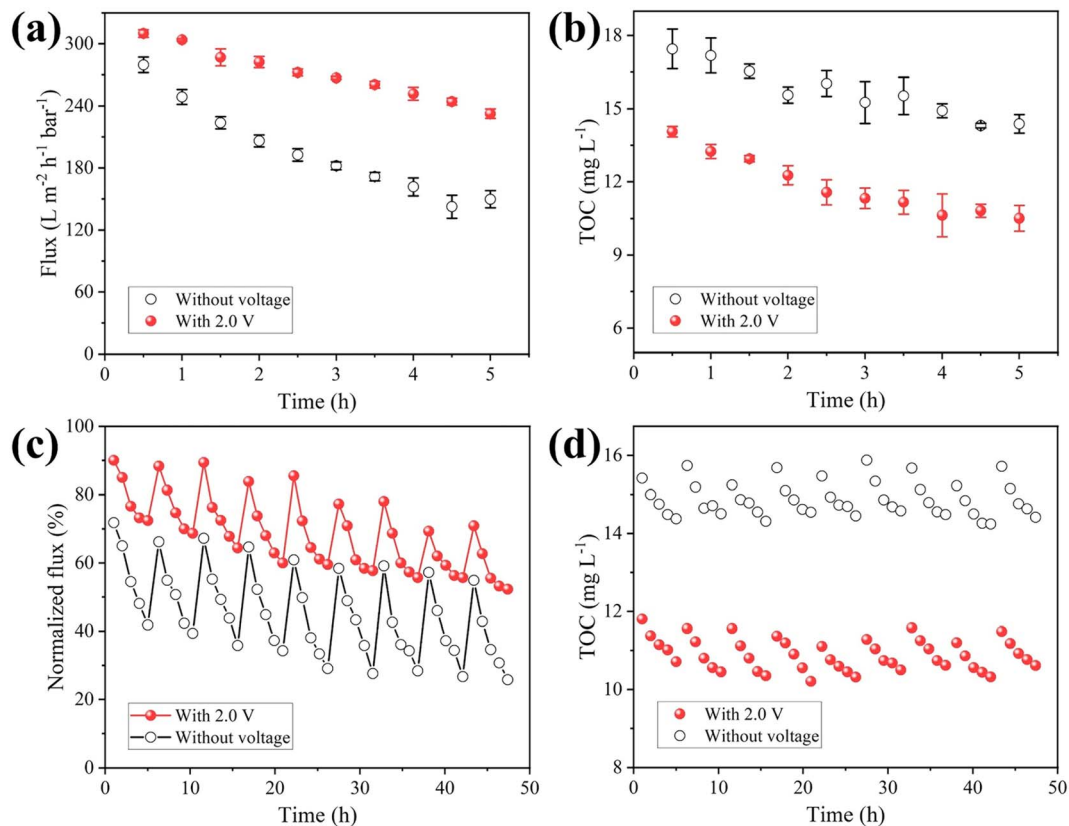 (a)
Flux (L m⁻² h⁻¹ bar⁻¹)
300
240
180
120
60
0
Without voltage
With 2.0 V
0 1 2 3 4 5
Time (h)
(b)
TOC (mg L⁻¹)
18
15
12
9
6
Without voltage
With 2.0 V
0 1 2 3 4 5
Time (h)
(c)
Normalized flux (%)
100
80
60
40
20
0
With 2.0 V
Without voltage
0 10 20 30 40 50
Time (h)
(d)
TOC (mg L⁻¹)
16
14
12
10
8
With 2.0 V
Without voltage
0 10 20 30 40 50
Time (h)